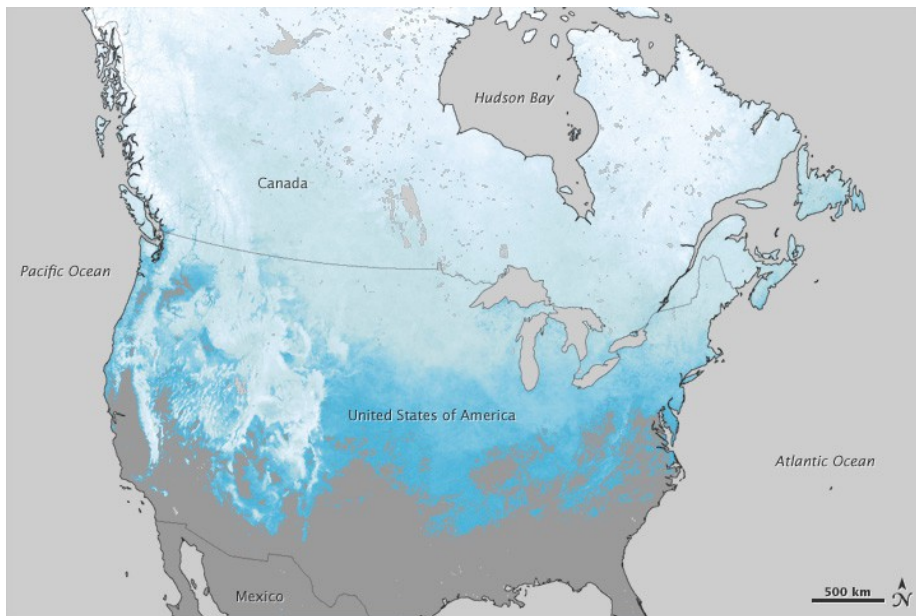 Hudson Bay
Canada
Pacific Ocean
United States of America
Atlantic Ocean
Mexico
500 km
N